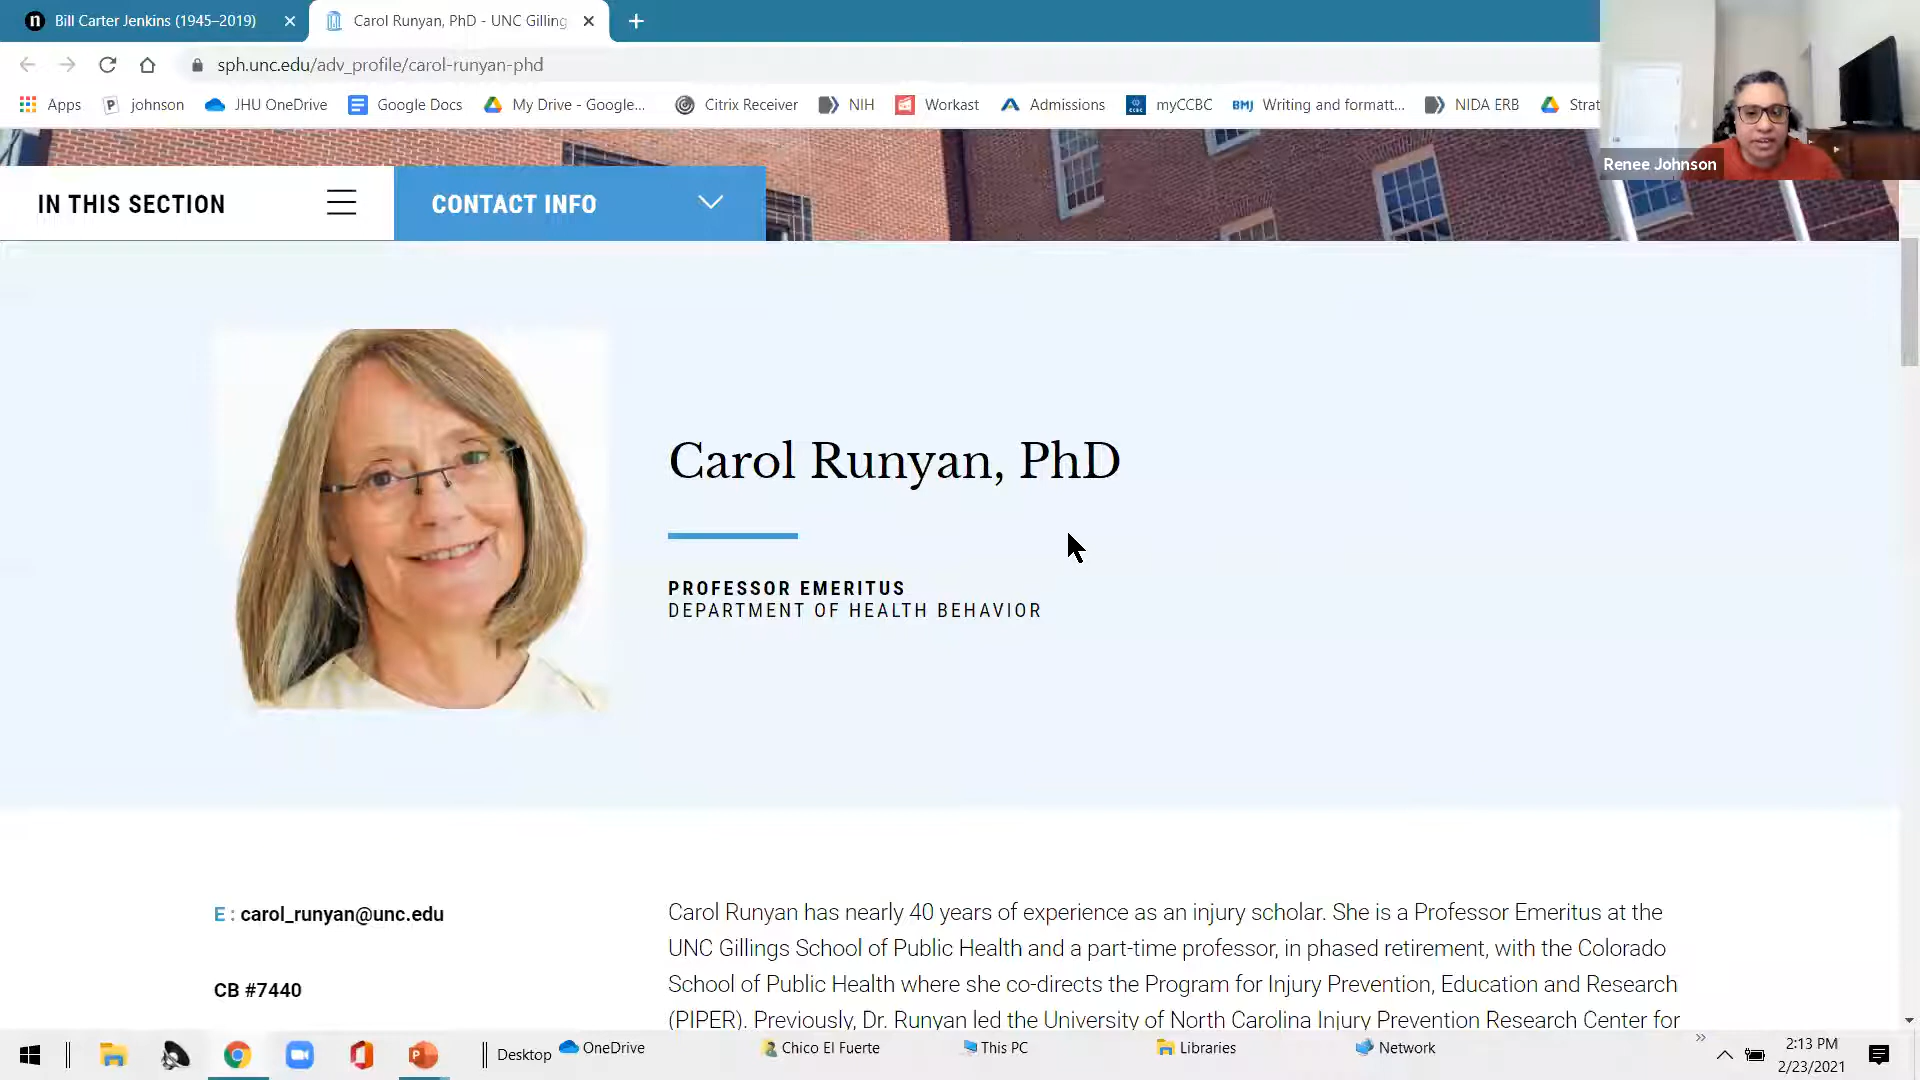 Bill Carter Jenkins (1945–2019)
Carol Runyan, PhD - UNC Gilling
sph.unc.edu/adv_profile/carol-runyan-phd
Apps johnson JHU OneDrive Google Docs My Drive - Google... Citrix Receiver NIH Workast Admissions myCCBC BMJ Writing and formatt... NIDA ERB Strat
Renee Johnson
IN THIS SECTION
CONTACT INFO
Carol Runyan, PhD
PROFESSOR EMERITUS
DEPARTMENT OF HEALTH BEHAVIOR
E : carol_runyan@unc.edu
CB #7440
Carol Runyan has nearly 40 years of experience as an injury scholar. She is a Professor Emeritus at the
UNC Gillings School of Public Health and a part-time professor, in phased retirement, with the Colorado
School of Public Health where she co-directs the Program for Injury Prevention, Education and Research
(PIPER). Previously, Dr. Runyan led the University of North Carolina Injury Prevention Research Center for
Desktop OneDrive Chico El Fuerte This PC Libraries Network
2:13 PM
2/23/2021